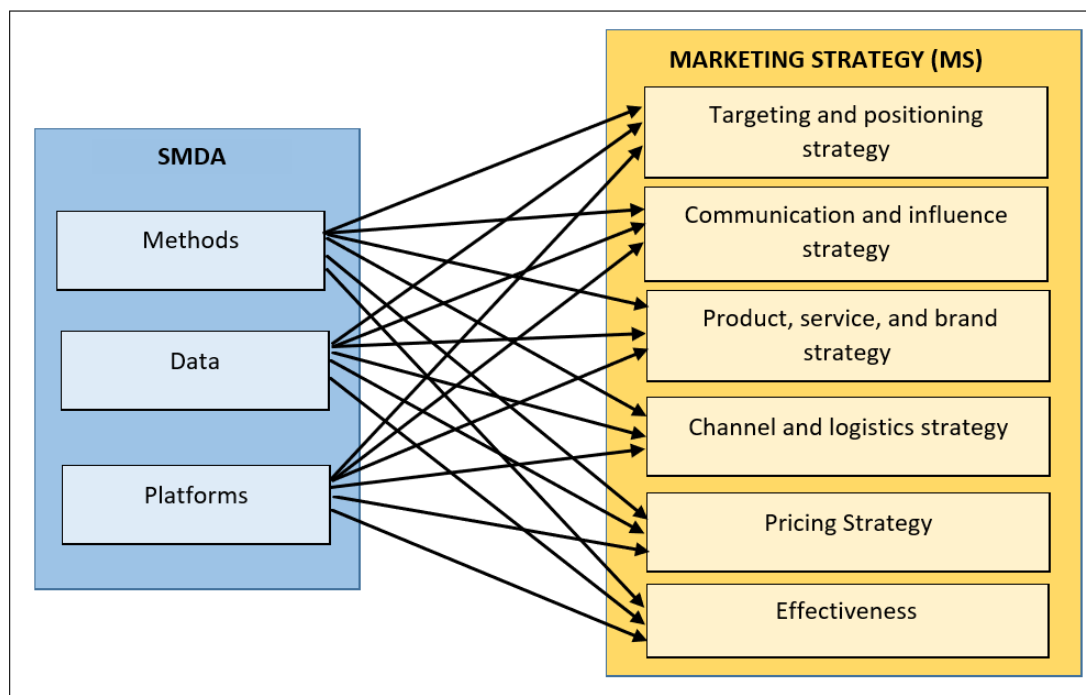 SMDA
Methods
Data
Platforms
MARKETING STRATEGY (MS)
Targeting and positioning
strategy
Communication and influence
strategy
Product, service, and brand
strategy
Channel and logistics strategy
Pricing Strategy
Effectiveness